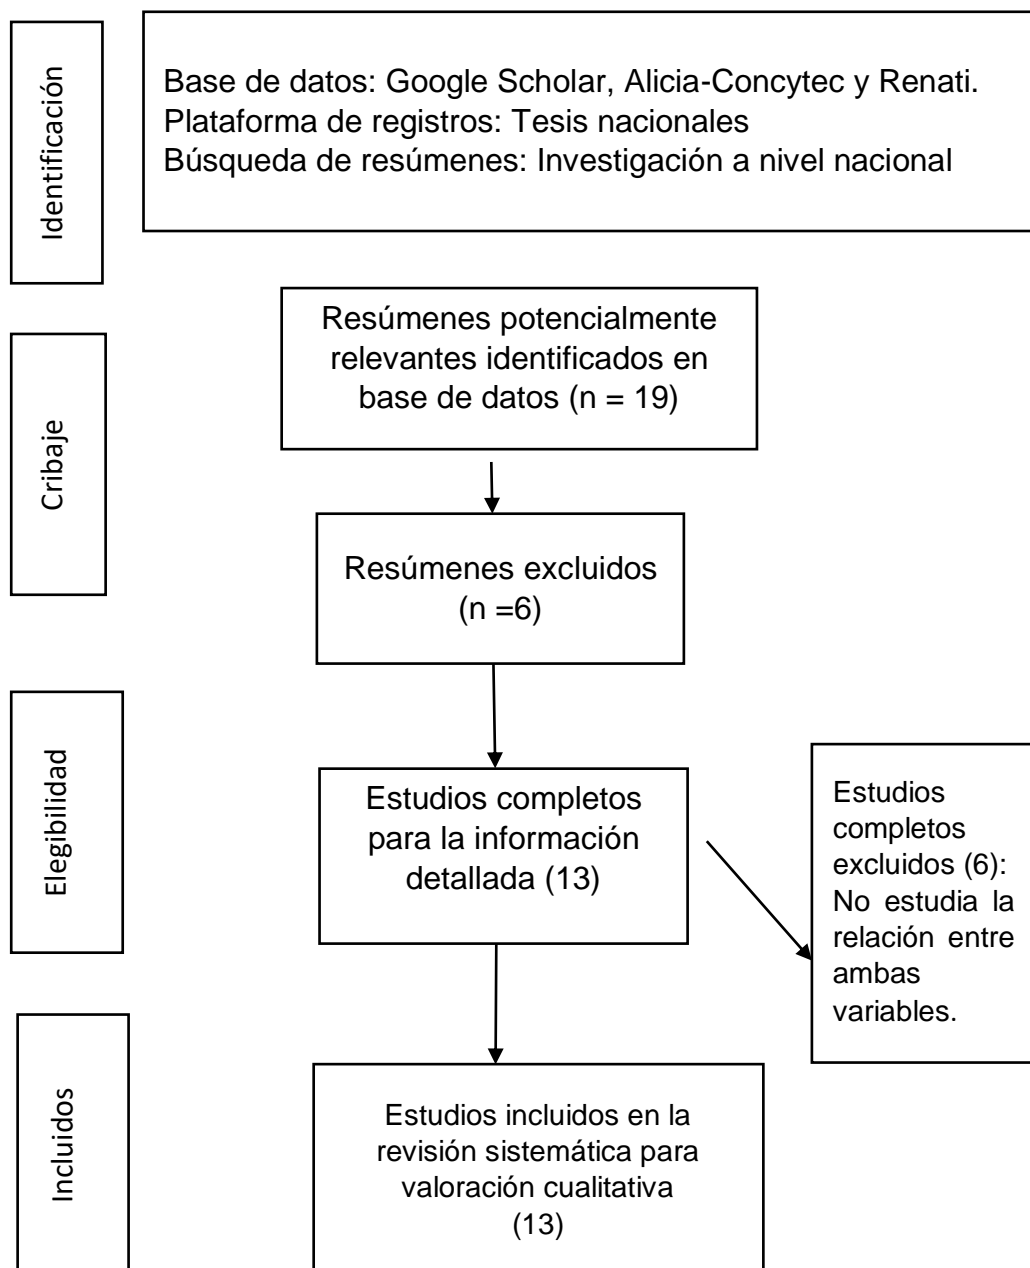 Identificación
Base de datos: Google Scholar, Alicia-Concytec y Renati.
Plataforma de registros: Tesis nacionales
Búsqueda de resúmenes: Investigación a nivel nacional
Cribaje
Resúmenes potencialmente
relevantes identificados en
base de datos (n = 19)
Resúmenes excluidos
(n =6)
Elegibilidad
Estudios completos
para la información
detallada (13)
Estudios
completos
excluidos (6):
No estudia la
relación entre
ambas
variables.
Incluidos
Estudios incluidos en la
revisión sistemática para
valoración cualitativa
(13)